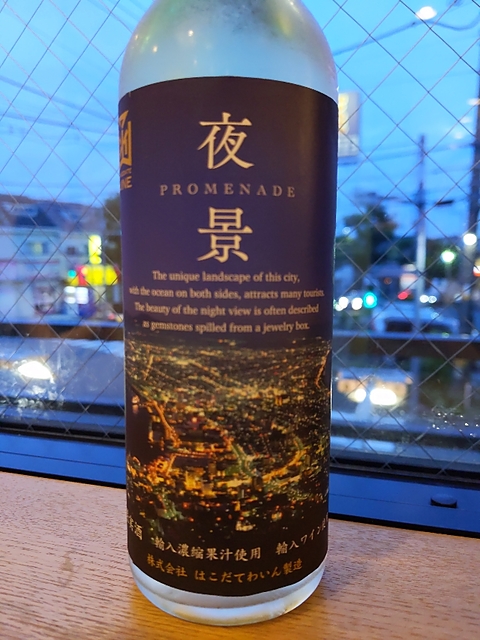 夜
PROMENADE
景
The unique landscape of this city,
with the ocean on both sides, attracts many tourism.
The beauty of the night view is often described
as gemstones spilled from a jewelry box.
輸入濃縮果汁使用 輸入ワイン
株式会社 はこだてわいん製造